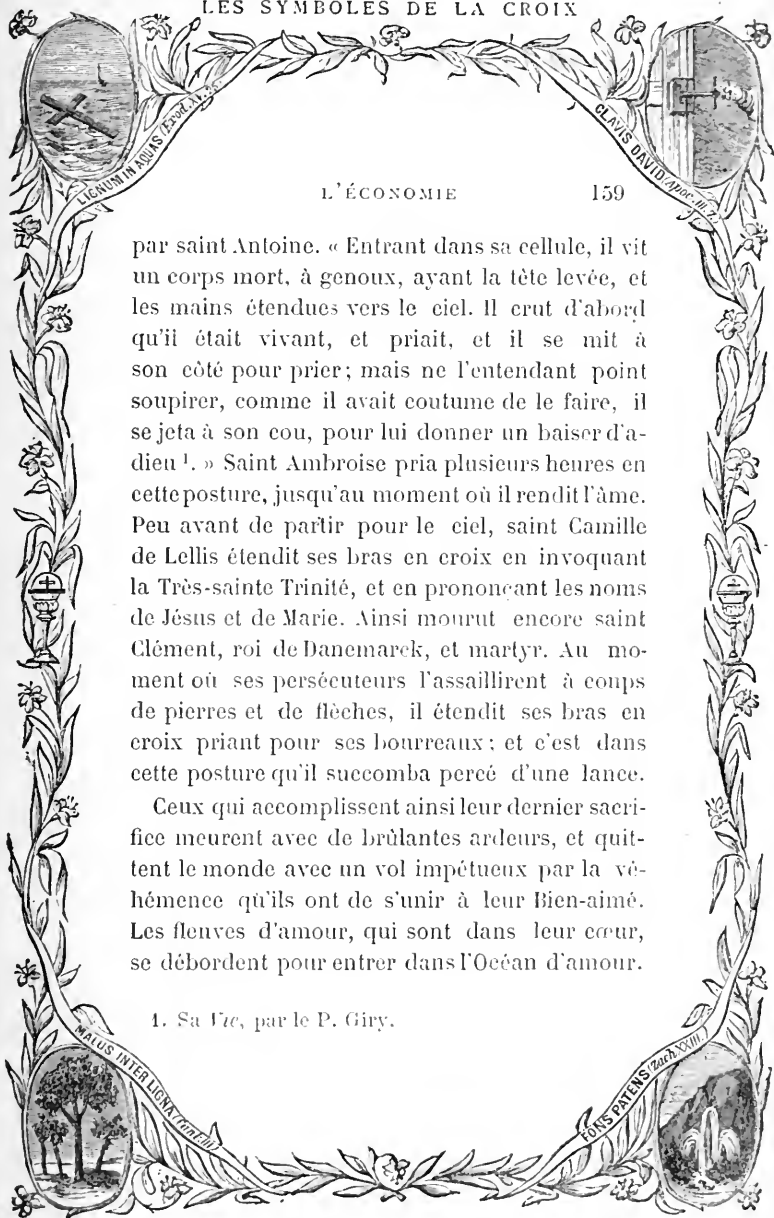 LES SYMBOLES DE LA CROIX
LIGNUM IN AQUAS (Exod. XV. 25.
CLAVIS DAVID (Apoc. III. 7.
L'ÉCONOMIE 159
par saint Antoine. « Entrant dans sa cellule, il vit
un corps mort, à genoux, ayant la tête levée, et
les mains étendues vers le ciel. Il crut d'abord
qu'il était vivant, et priait, et il se mit à
son côté pour prier; mais ne l'entendant point
soupirer, comme il avait coutume de le faire, il
se jeta à son cou, pour lui donner un baiser d'a-
dieu ¹. » Saint Ambroise pria plusieurs heures en
cette posture, jusqu'au moment où il rendit l'âme.
Peu avant de partir pour le ciel, saint Camille
de Lellis étendit ses bras en croix en invoquant
la Très-sainte Trinité, et en prononçant les noms
de Jésus et de Marie. Ainsi mourut encore saint
Clément, roi de Danemarck, et martyr. Au mo-
ment où ses persécuteurs l'assaillirent à coups
de pierres et de flèches, il étendit ses bras en
croix priant pour ses bourreaux; et c'est dans
cette posture qu'il succomba percé d'une lance.
Ceux qui accomplissent ainsi leur dernier sacri-
fice meurent avec de brûlantes ardeurs, et quit-
tent le monde avec un vol impétueux par la vé-
hémence qu'ils ont de s'unir à leur Bien-aimé.
Les fleuves d'amour, qui sont dans leur cœur,
se débordent pour entrer dans l'Océan d'amour.
1. Sa Vie, par le P. Giry.
MALUS INTER LIGNA
FONS PATENS (Zach. XXIII.)